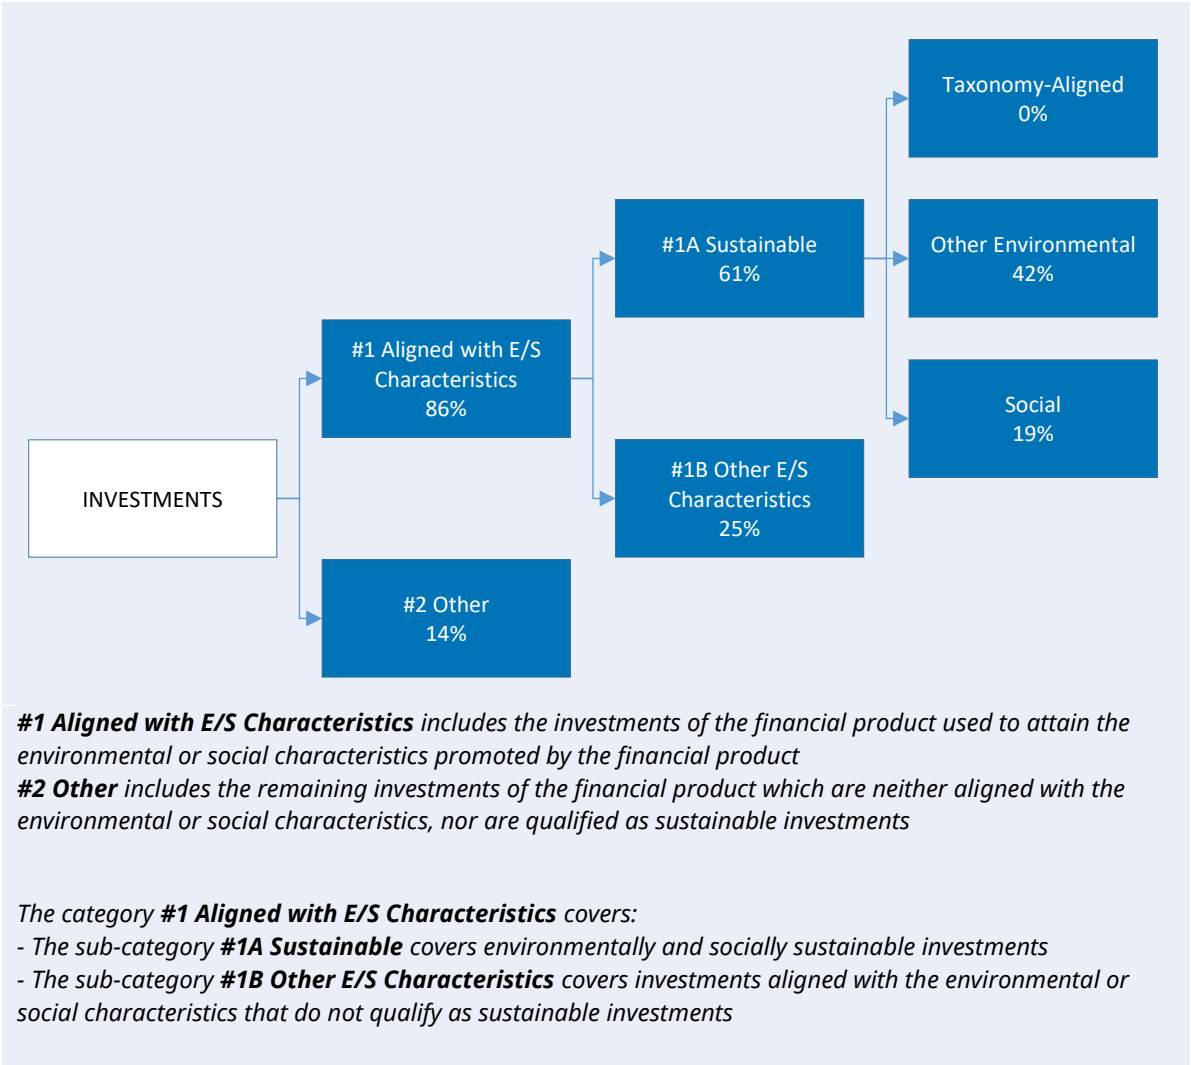 Taxonomy-Aligned
0%
#1A Sustainable
61%
Other Environmental
42%
#1 Aligned with E/S
Characteristics
86%
Social
19%
INVESTMENTS
#1B Other E/S
Characteristics
25%
#2 Other
14%
#1 Aligned with E/S Characteristics includes the investments of the financial product used to attain the
environmental or social characteristics promoted by the financial product
#2 Other includes the remaining investments of the financial product which are neither aligned with the
environmental or social characteristics, nor are qualified as sustainable investments
The category #1 Aligned with E/S Characteristics covers:
- The sub-category #1A Sustainable covers environmentally and socially sustainable investments
- The sub-category #1B Other E/S Characteristics covers investments aligned with the environmental or
social characteristics that do not qualify as sustainable investments